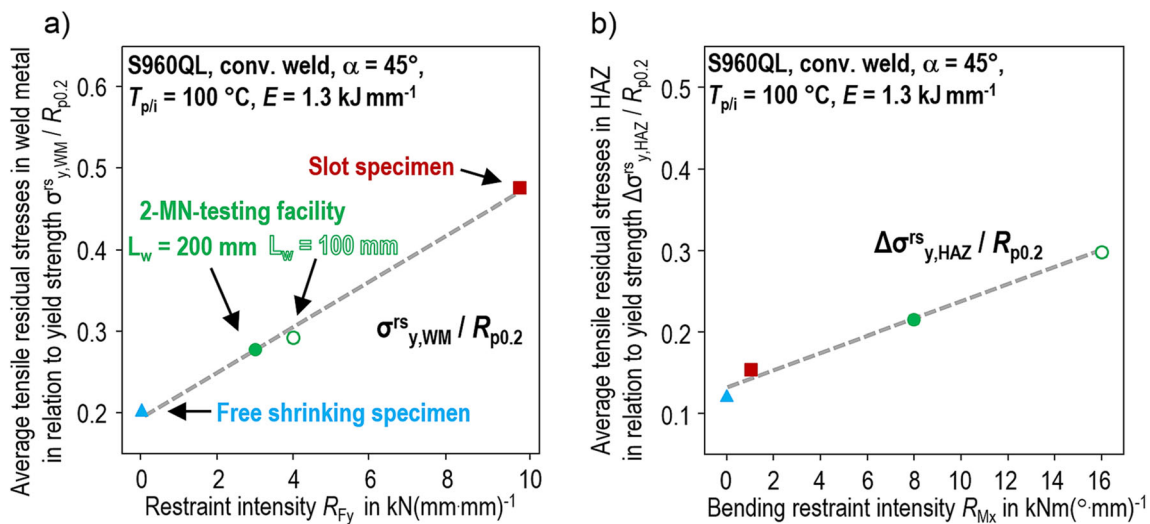 a)
Average tensile residual stresses in weld metal
in relation to yield strength σʳˢy,WM / Rp0.2
S960QL, conv. weld, α = 45°,
Tp/i = 100 °C, E = 1.3 kJ mm⁻¹
0.6
0.5
0.4
0.3
0.2
Slot specimen
2-MN-testing facility
Lw = 200 mm Lw = 100 mm
σʳˢy,WM / Rp0.2
Free shrinking specimen
0 2 4 6 8 10
Restraint intensity RFy in kN(mm·mm)⁻¹
b)
Average tensile residual stresses in HAZ
in relation to yield strength Δσʳˢy,HAZ / Rp0.2
S960QL, conv. weld, α = 45°,
Tp/i = 100 °C, E = 1.3 kJ mm⁻¹
0.5
0.4
0.3
0.2
0.1
Δσʳˢy,HAZ / Rp0.2
0 2 4 6 8 10 12 14 16
Bending restraint intensity RMx in kNm(°·mm)⁻¹